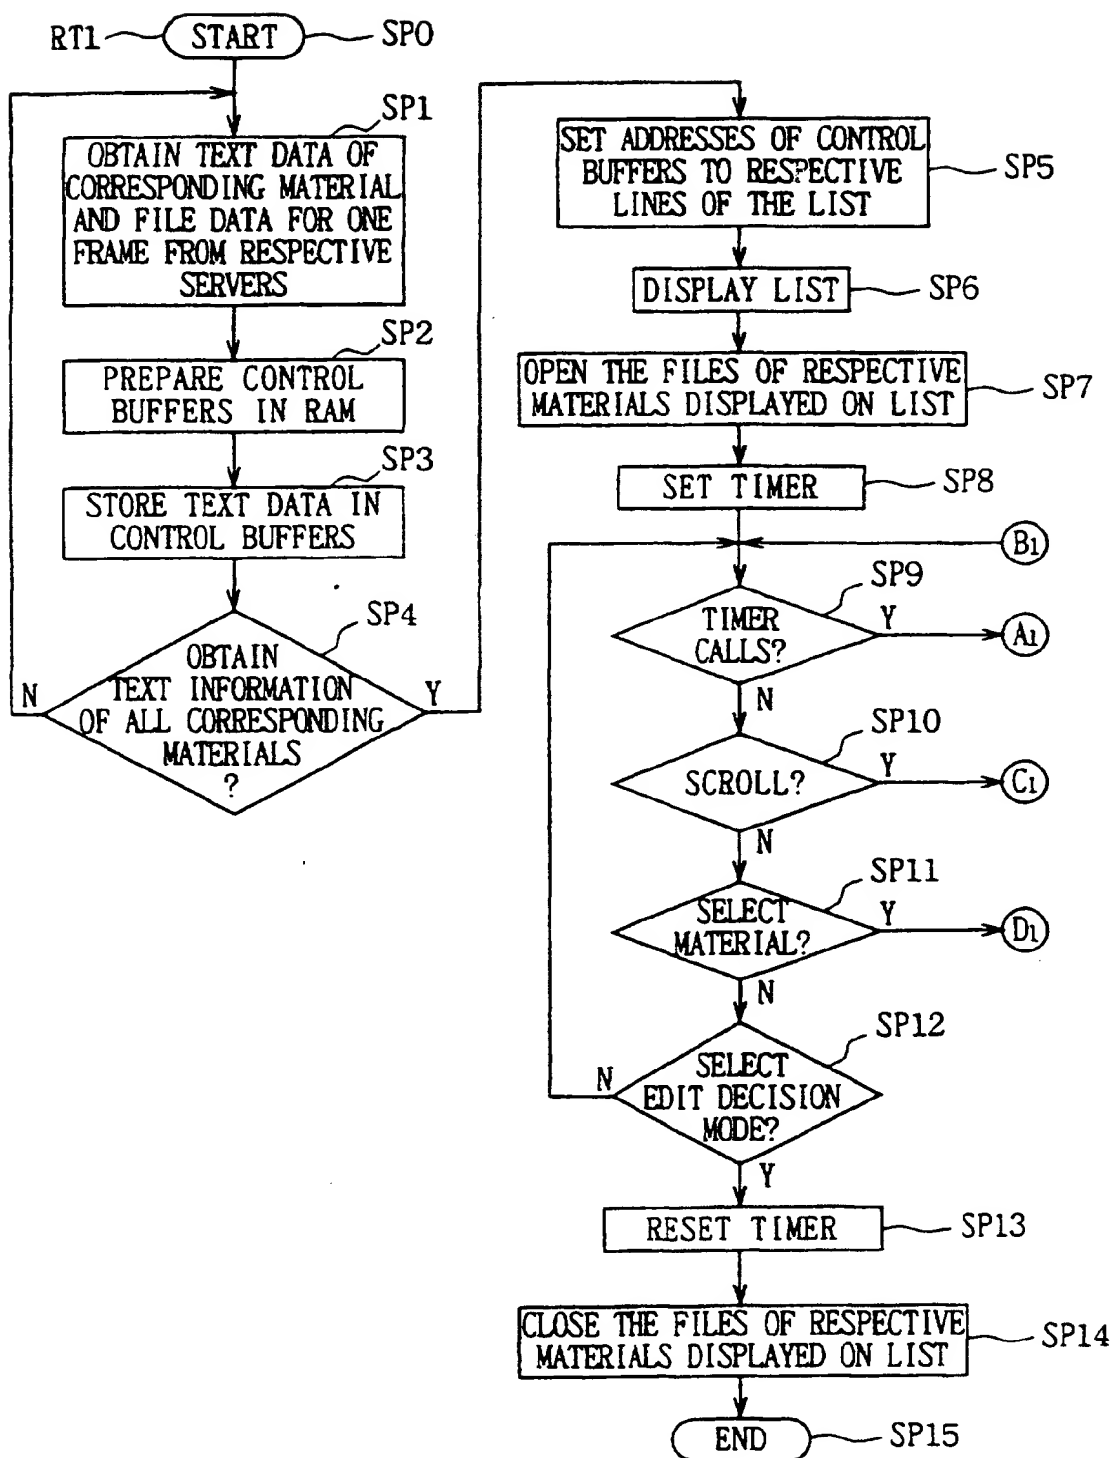 RT1
START
SP0
SP1
OBTAIN TEXT DATA OF
CORRESPONDING MATERIAL
AND FILE DATA FOR ONE
FRAME FROM RESPECTIVE
SERVERS
SP2
PREPARE CONTROL
BUFFERS IN RAM
SP3
STORE TEXT DATA IN
CONTROL BUFFERS
SP4
OBTAIN
TEXT INFORMATION
OF ALL CORRESPONDING
MATERIALS
?
N
Y
SET ADDRESSES OF CONTROL
BUFFERS TO RESPECTIVE
LINES OF THE LIST
SP5
DISPLAY LIST
SP6
OPEN THE FILES OF RESPECTIVE
MATERIALS DISPLAYED ON LIST
SP7
SET TIMER
SP8
B1
SP9
TIMER
CALLS?
Y
A1
N
SP10
SCROLL?
Y
C1
N
SP11
SELECT
MATERIAL?
Y
D1
N
SP12
SELECT
EDIT DECISION
MODE?
N
Y
RESET TIMER
SP13
CLOSE THE FILES OF RESPECTIVE
MATERIALS DISPLAYED ON LIST
SP14
END
SP15